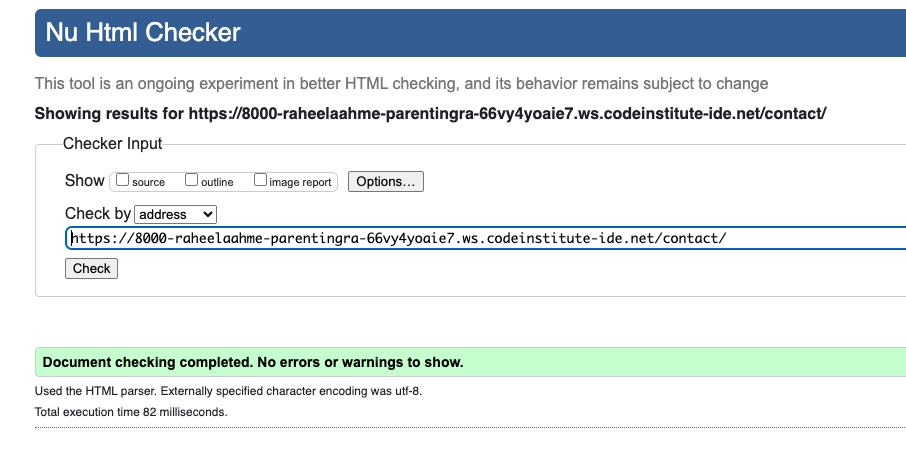 Nu Html Checker
This tool is an ongoing experiment in better HTML checking, and its behavior remains subject to change
Showing results for https://8000-raheelaahme-parentingra-66vy4yoaie7.ws.codeinstitute-ide.net/contact/
Checker Input
Show source outline image report Options...
Check by address
https://8000-raheelaahme-parentingra-66vy4yoaie7.ws.codeinstitute-ide.net/contact/
Check
Document checking completed. No errors or warnings to show.
Used the HTML parser. Externally specified character encoding was utf-8.
Total execution time 82 milliseconds.